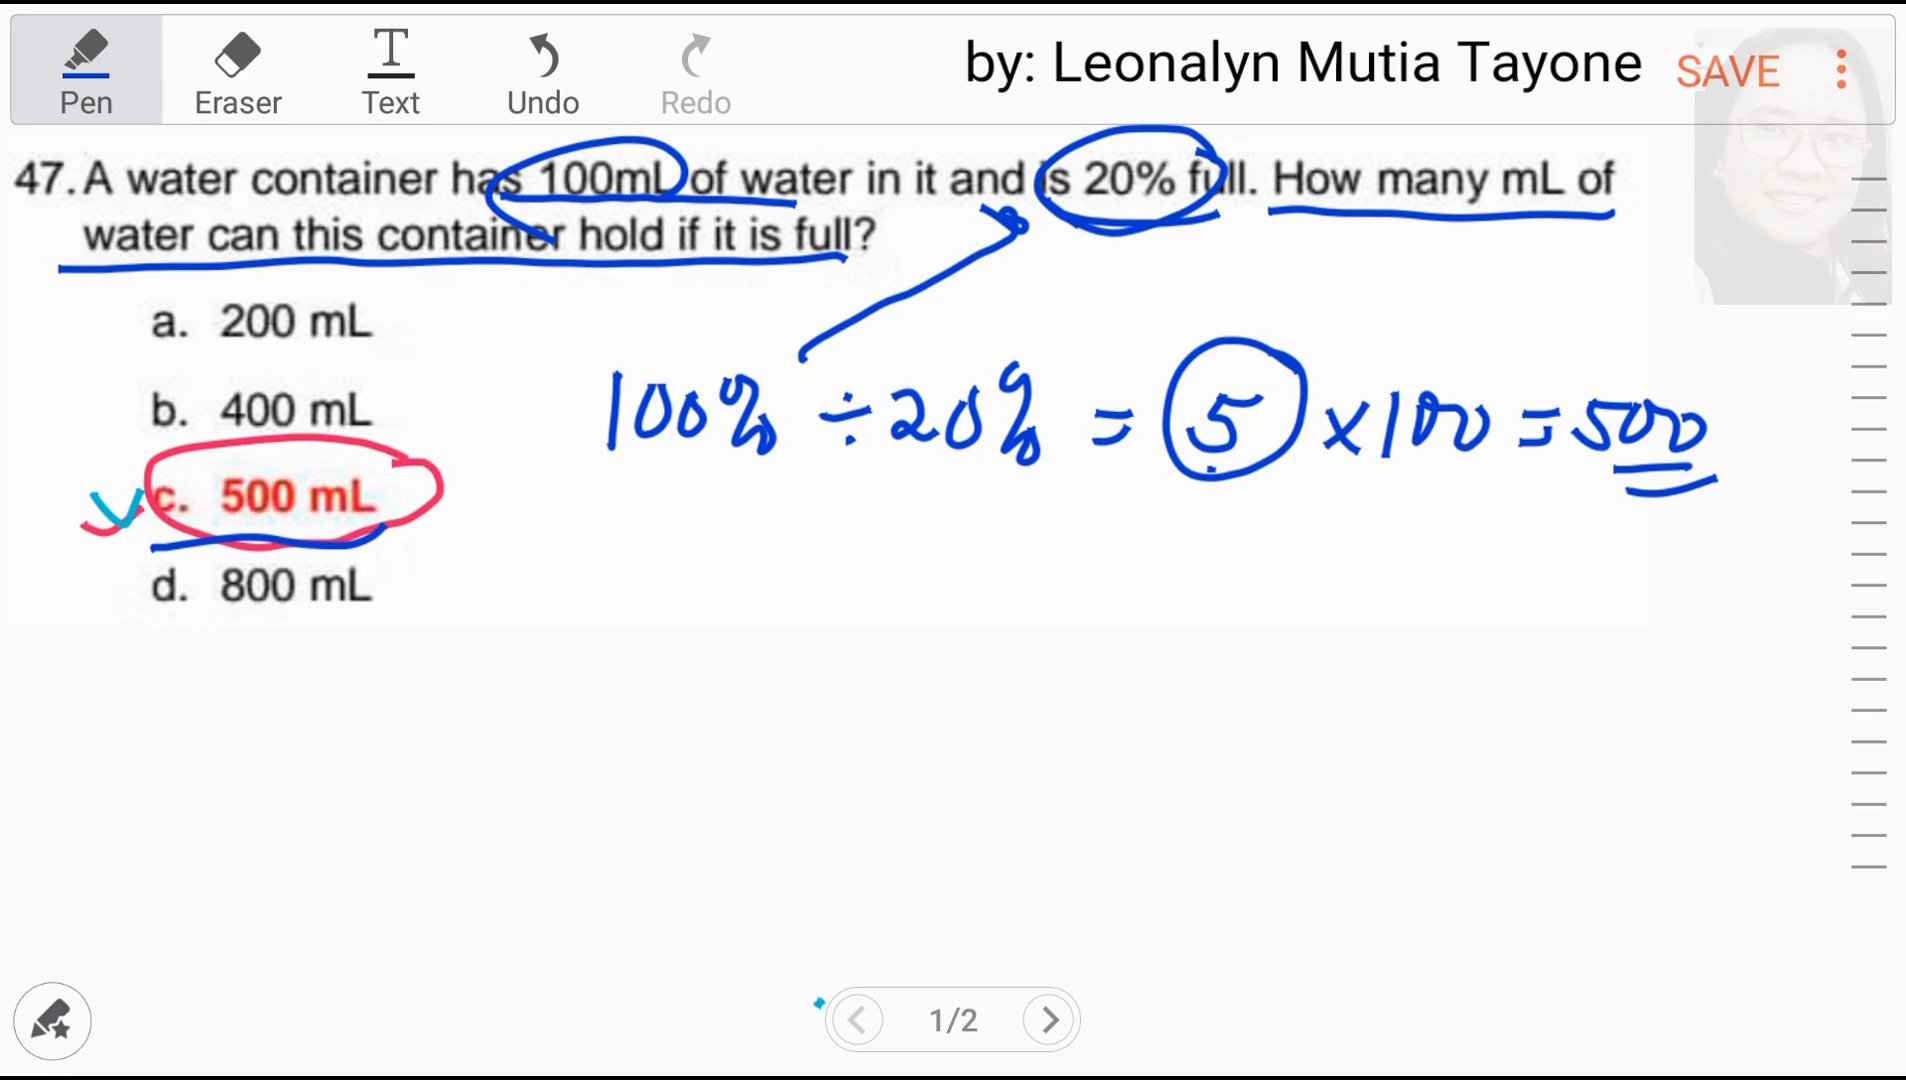 Pen Eraser Text Undo Redo by: Leonalyn Mutia Tayone SAVE
47. A water container has 100mL of water in it and is 20% full. How many mL of
water can this container hold if it is full?
a. 200 mL
b. 400 mL
100% ÷ 20% = 5 x 100 = 500
c. 500 mL
d. 800 mL
1/2